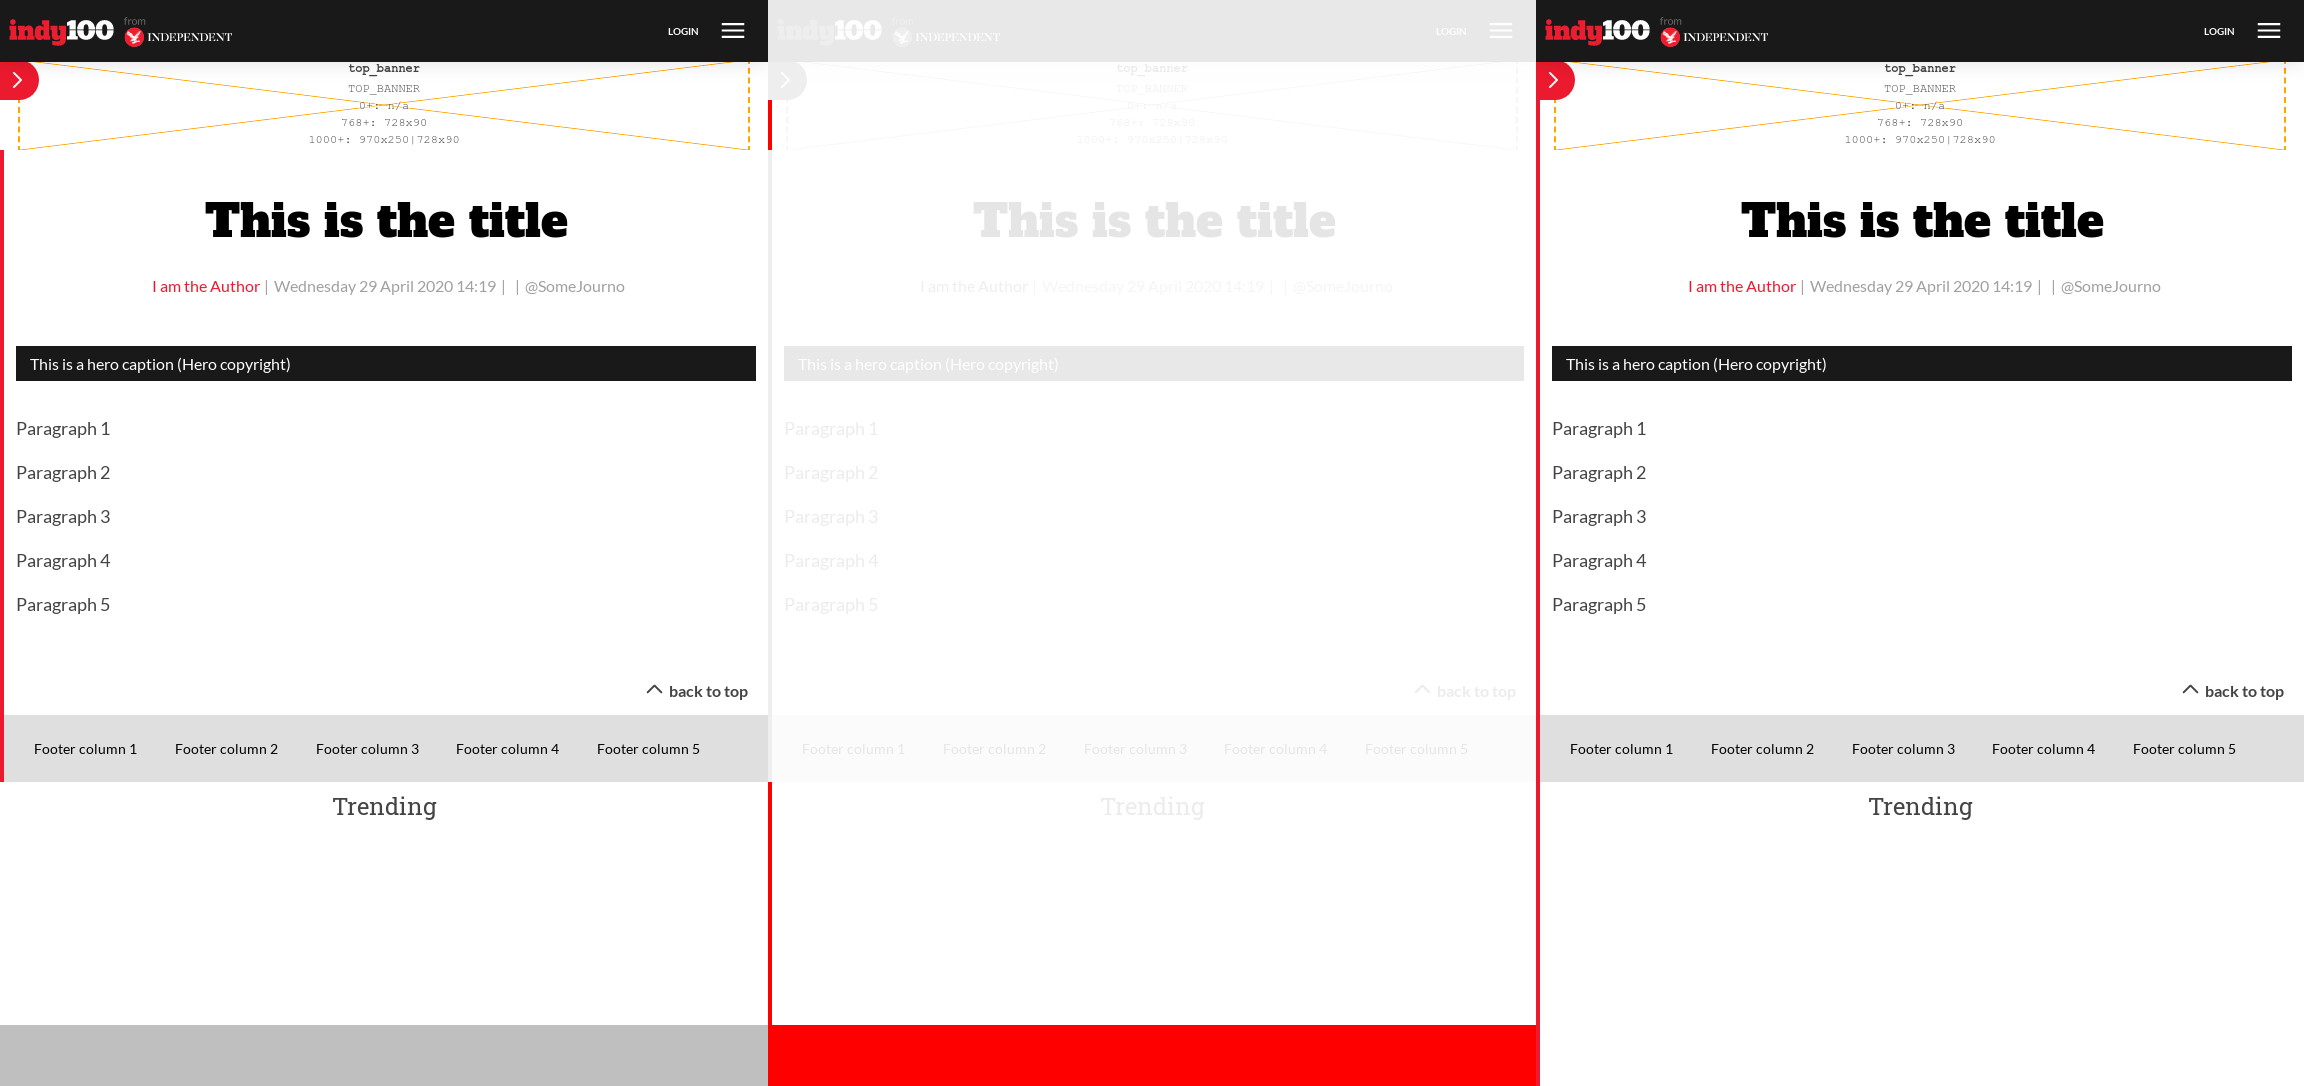 indy100 from INDEPENDENT LOGIN
top_banner
TOP_BANNER
0+: n/a
768+: 728x90
1000+: 970x250|728x90
This is the title
I am the Author | Wednesday 29 April 2020 14:19 | | @SomeJourno
This is a hero caption (Hero copyright)
Paragraph 1
Paragraph 2
Paragraph 3
Paragraph 4
Paragraph 5
back to top
Footer column 1 Footer column 2 Footer column 3 Footer column 4 Footer column 5
Trending
indy100 from INDEPENDENT LOGIN
top_banner
TOP_BANNER
0+: n/a
768+: 728x90
1000+: 970x250|728x90
This is the title
I am the Author | Wednesday 29 April 2020 14:19 | | @SomeJourno
This is a hero caption (Hero copyright)
Paragraph 1
Paragraph 2
Paragraph 3
Paragraph 4
Paragraph 5
back to top
Footer column 1 Footer column 2 Footer column 3 Footer column 4 Footer column 5
Trending
indy100 from INDEPENDENT LOGIN
top_banner
TOP_BANNER
0+: n/a
768+: 728x90
1000+: 970x250|728x90
This is the title
I am the Author | Wednesday 29 April 2020 14:19 | | @SomeJourno
This is a hero caption (Hero copyright)
Paragraph 1
Paragraph 2
Paragraph 3
Paragraph 4
Paragraph 5
back to top
Footer column 1 Footer column 2 Footer column 3 Footer column 4 Footer column 5
Trending